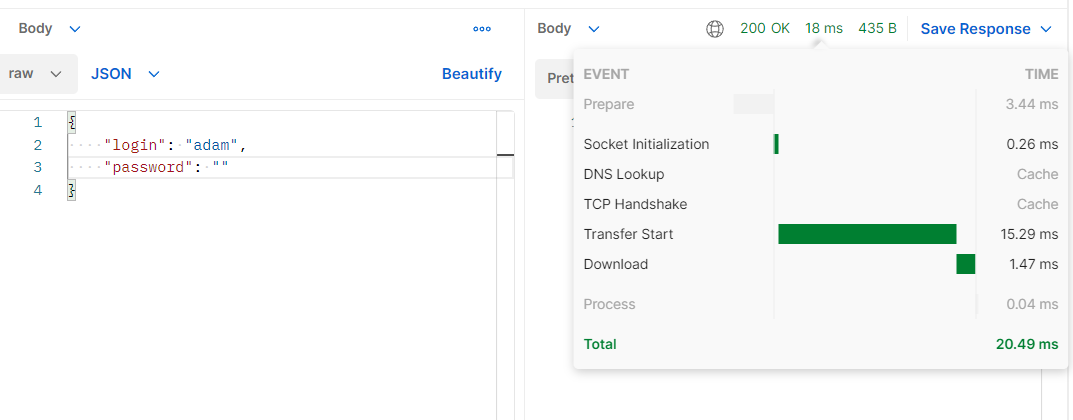 Body
raw JSON Beautify
1 {
2 "login": "adam",
3 "password": ""
4 }
Body 200 OK 18 ms 435 B Save Response
Pret
EVENT TIME
Prepare 3.44 ms
Socket Initialization 0.26 ms
DNS Lookup Cache
TCP Handshake Cache
Transfer Start 15.29 ms
Download 1.47 ms
Process 0.04 ms
Total 20.49 ms